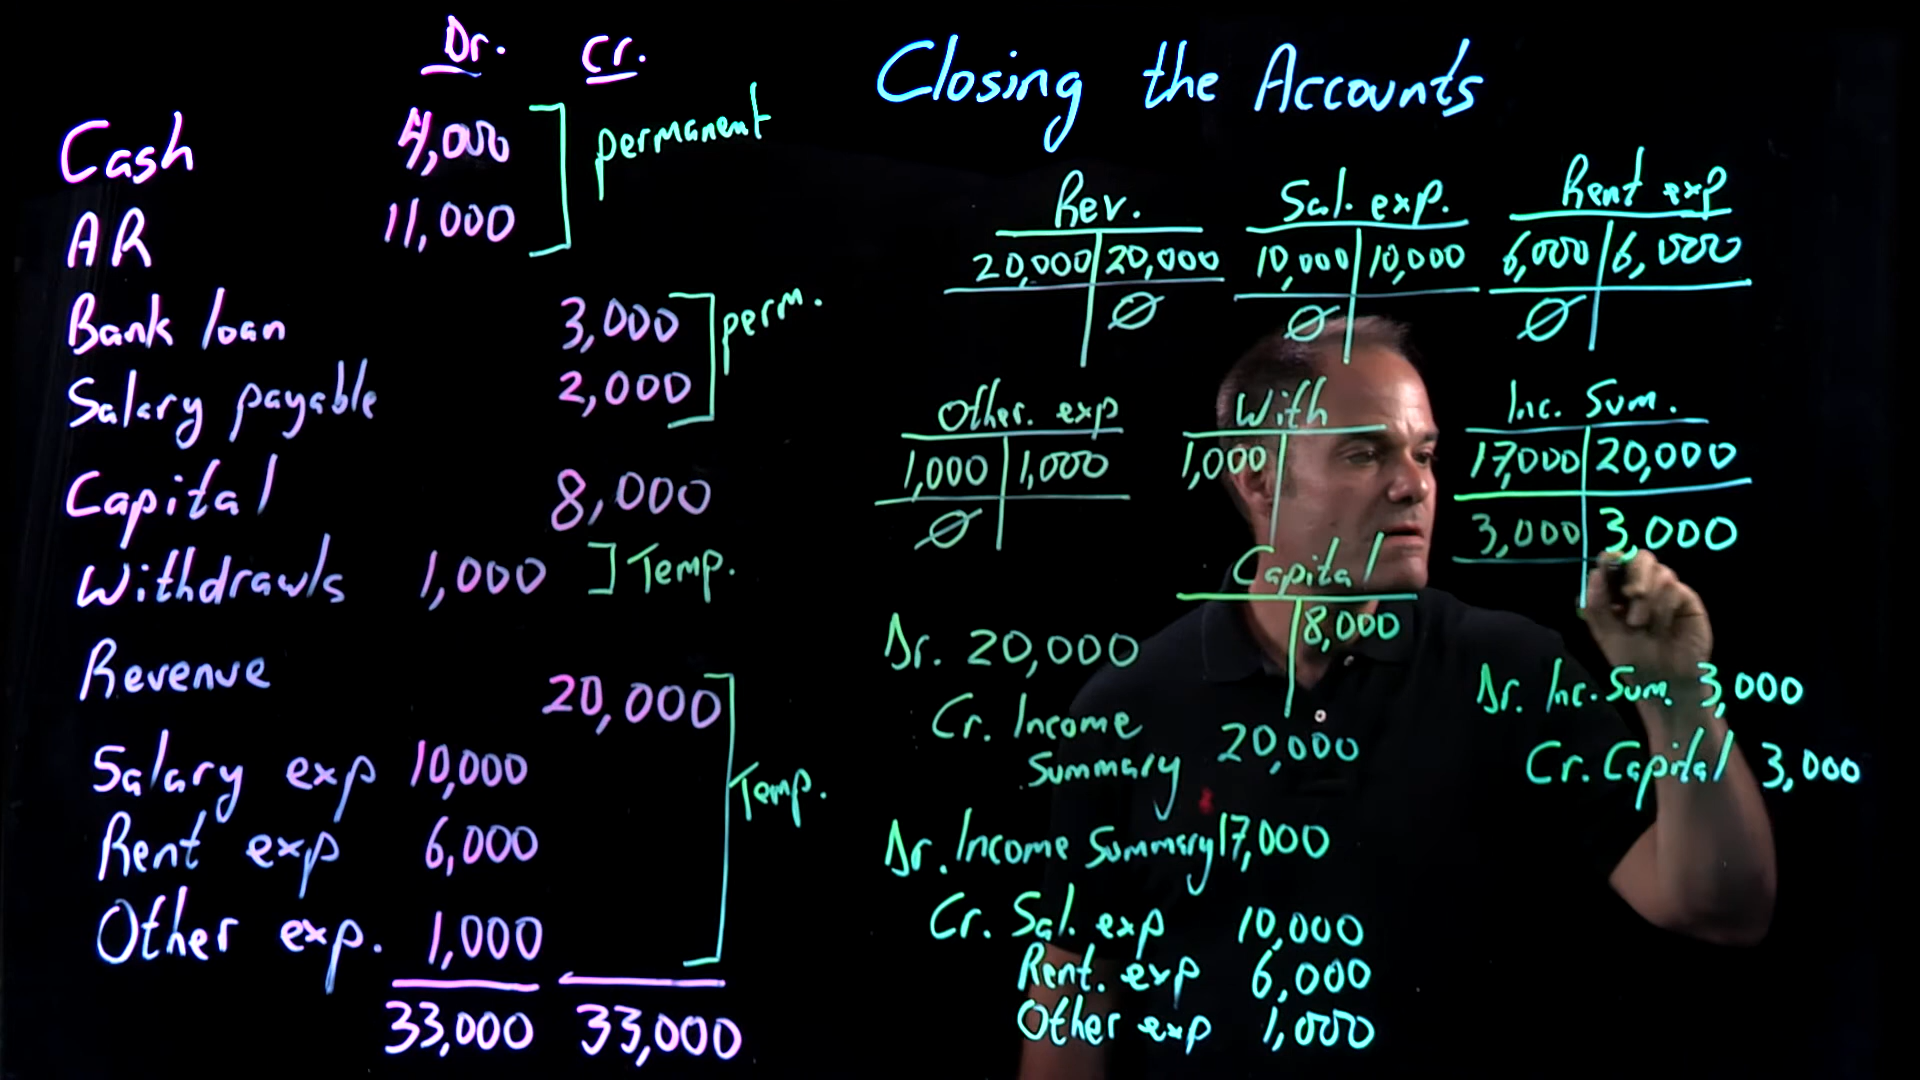 Dr. Cr.
Cash 4,000
AR 11,000
permanent
Bank loan 3,000
Salary payable 2,000
perm.
Capital 8,000
Withdrawls 1,000 Temp.
Revenue 20,000
Salary exp 10,000
Rent exp 6,000
Other exp. 1,000
Temp.
33,000 33,000
Closing the Accounts
Rev.
20,000 20,000
Ø
Sal. exp.
10,000 10,000
Ø
Rent exp
6,000 6,000
Ø
Other. exp
1,000 1,000
Ø
With
1,000
Inc. Sum.
17,000 20,000
3,000 3,000
Capital
8,000
Dr. 20,000
Cr. Income
Summary 20,000
Dr. Income Summary 17,000
Cr. Sal. exp 10,000
Rent. exp 6,000
Other exp 1,000
Dr. Inc. Sum. 3,000
Cr. Capital 3,000